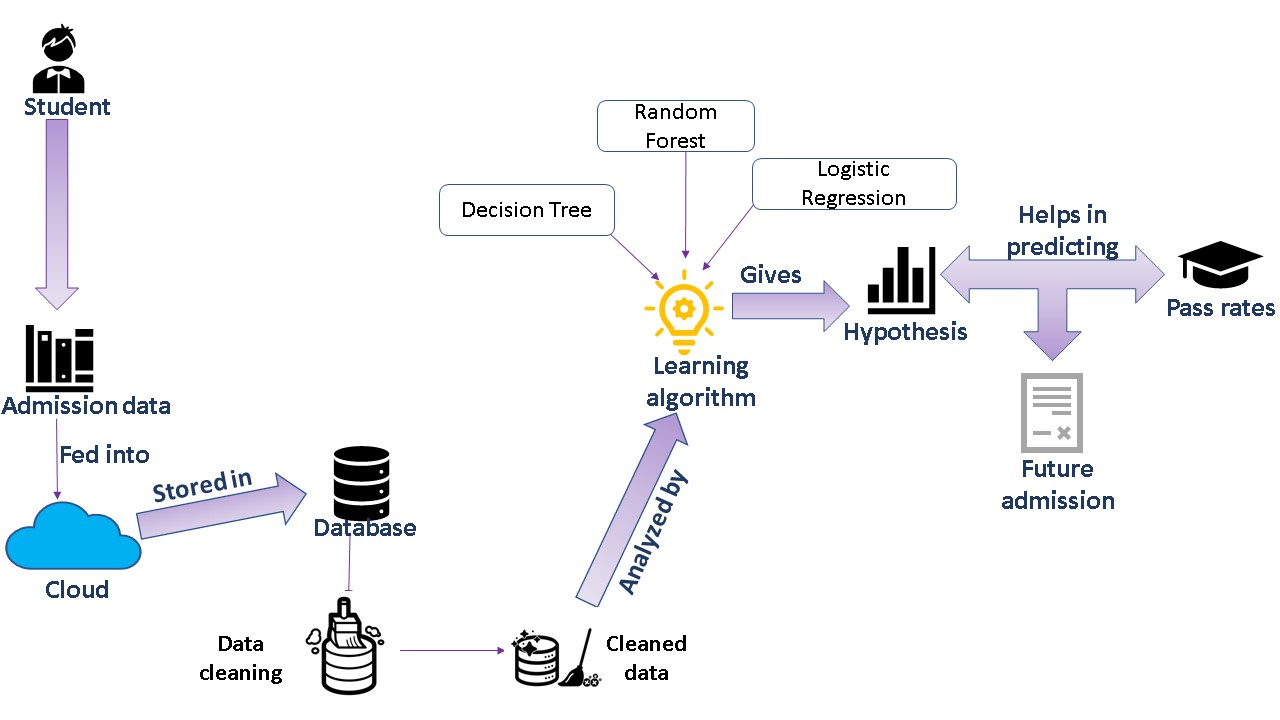 Student
Random
Forest
Logistic
Regression
Decision Tree
Helps in
predicting
Gives
Pass rates
Hypothesis
Learning
algorithm
Admission data
Fed into
Stored in
Database
Analyzed by
Future
admission
Cloud
Data
cleaning
Cleaned
data